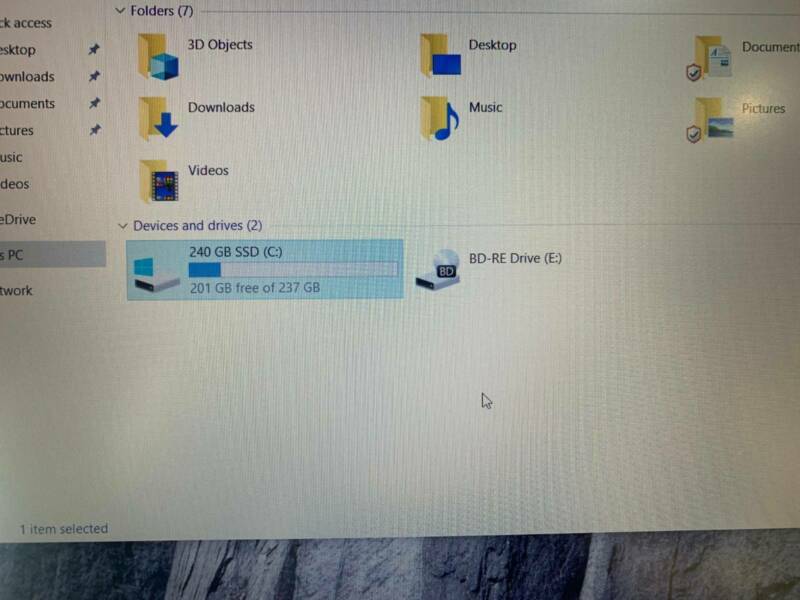 ck access
esktop
ownloads
ocuments
ctures
usic
deos
eDrive
s PC
twork
Folders (7)
3D Objects
Desktop
Document
Downloads
Music
Pictures
Videos
Devices and drives (2)
240 GB SSD (C:)
201 GB free of 237 GB
BD
BD-RE Drive (E:)
1 item selected